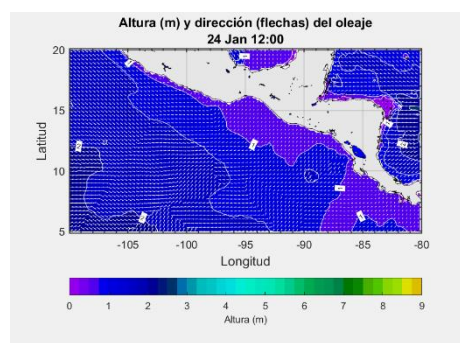 Altura (m) y dirección (flechas) del oleaje
24 Jan 12:00
20
15
10
5
Latitud
-105 -100 -95 -90 -85 -80
Longitud
0 1 2 3 4 5 6 7 8 9
Altura (m)